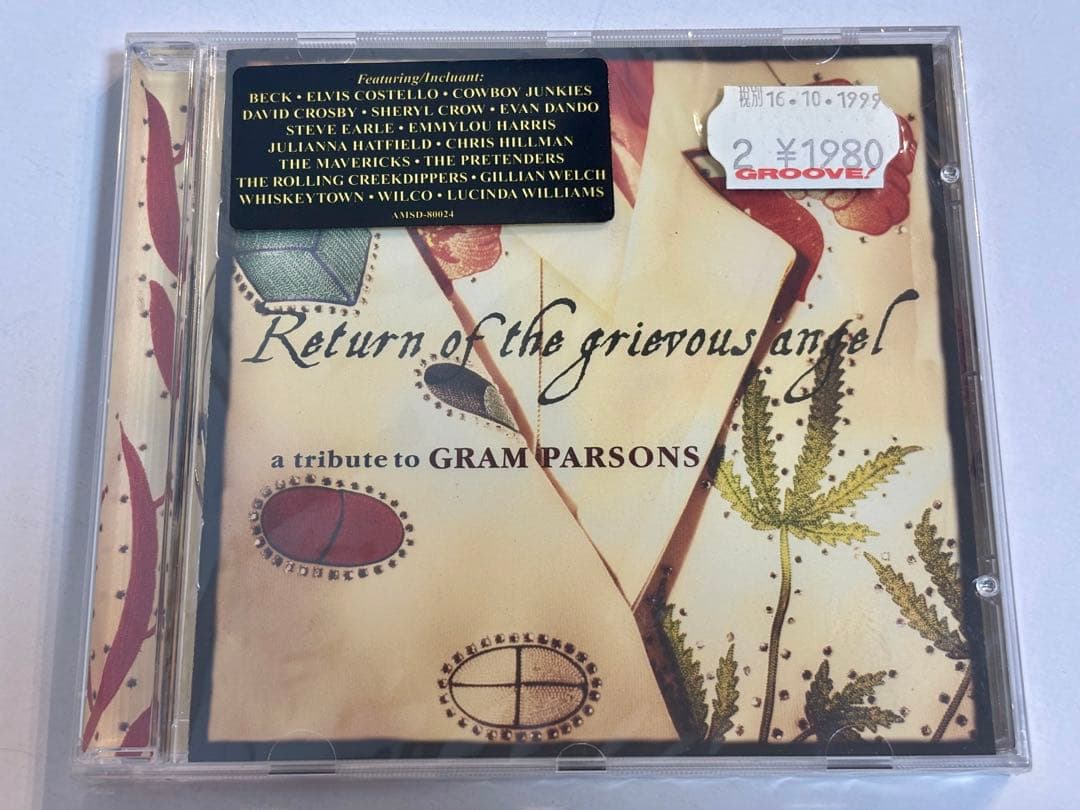 Featuring/Incluant:
BECK • ELVIS COSTELLO • COWBOY JUNKIES
DAVID CROSBY • SHERYL CROW • EVAN DANDO
STEVE EARLE • EMMYLOU HARRIS
JULIANNA HATFIELD • CHRIS HILLMAN
THE MAVERICKS • THE PRETENDERS
THE ROLLING CREEKDIPPERS • GILLIAN WELCH
WHISKEYTOWN • WILCO • LUCINDA WILLIAMS
AMSD-80024
税別 16.10.1999
2 ¥1980
GROOVE!
Return of the grievous angel
a tribute to GRAM PARSONS